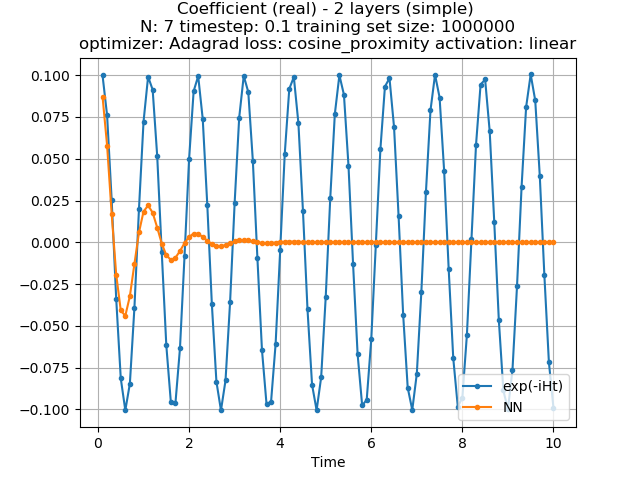 Coefficient (real) - 2 layers (simple)
N: 7 timestep: 0.1 training set size: 1000000
optimizer: Adagrad loss: cosine_proximity activation: linear
0.100
0.075
0.050
0.025
0.000
−0.025
−0.050
−0.075
−0.100
exp(-iHt)
NN
0 2 4 6 8 10
Time